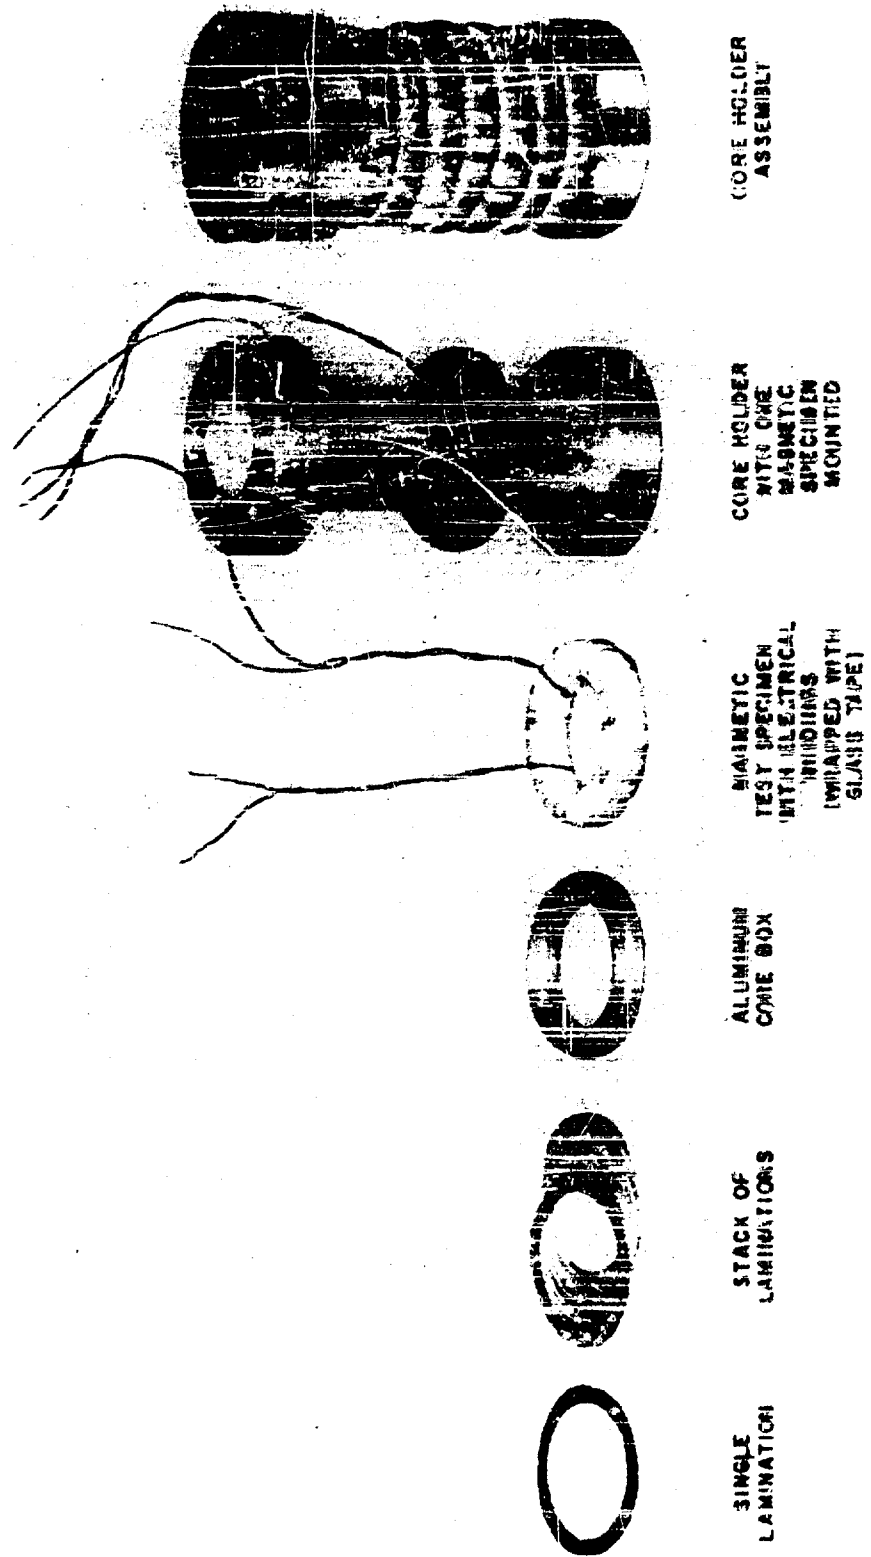 SINGLE
LAMINATION
STACK OF
LAMINATIONS
ALUMINUM
CORE BOX
MAGNETIC
TEST SPECIMEN
WITH ELECTRICAL
WINDINGS
(WRAPPED WITH
GLASS TAPE)
CORE HOLDER
WITH ONE
MAGNETIC
SPECIMEN
MOUNTED
CORE HOLDER
ASSEMBLY